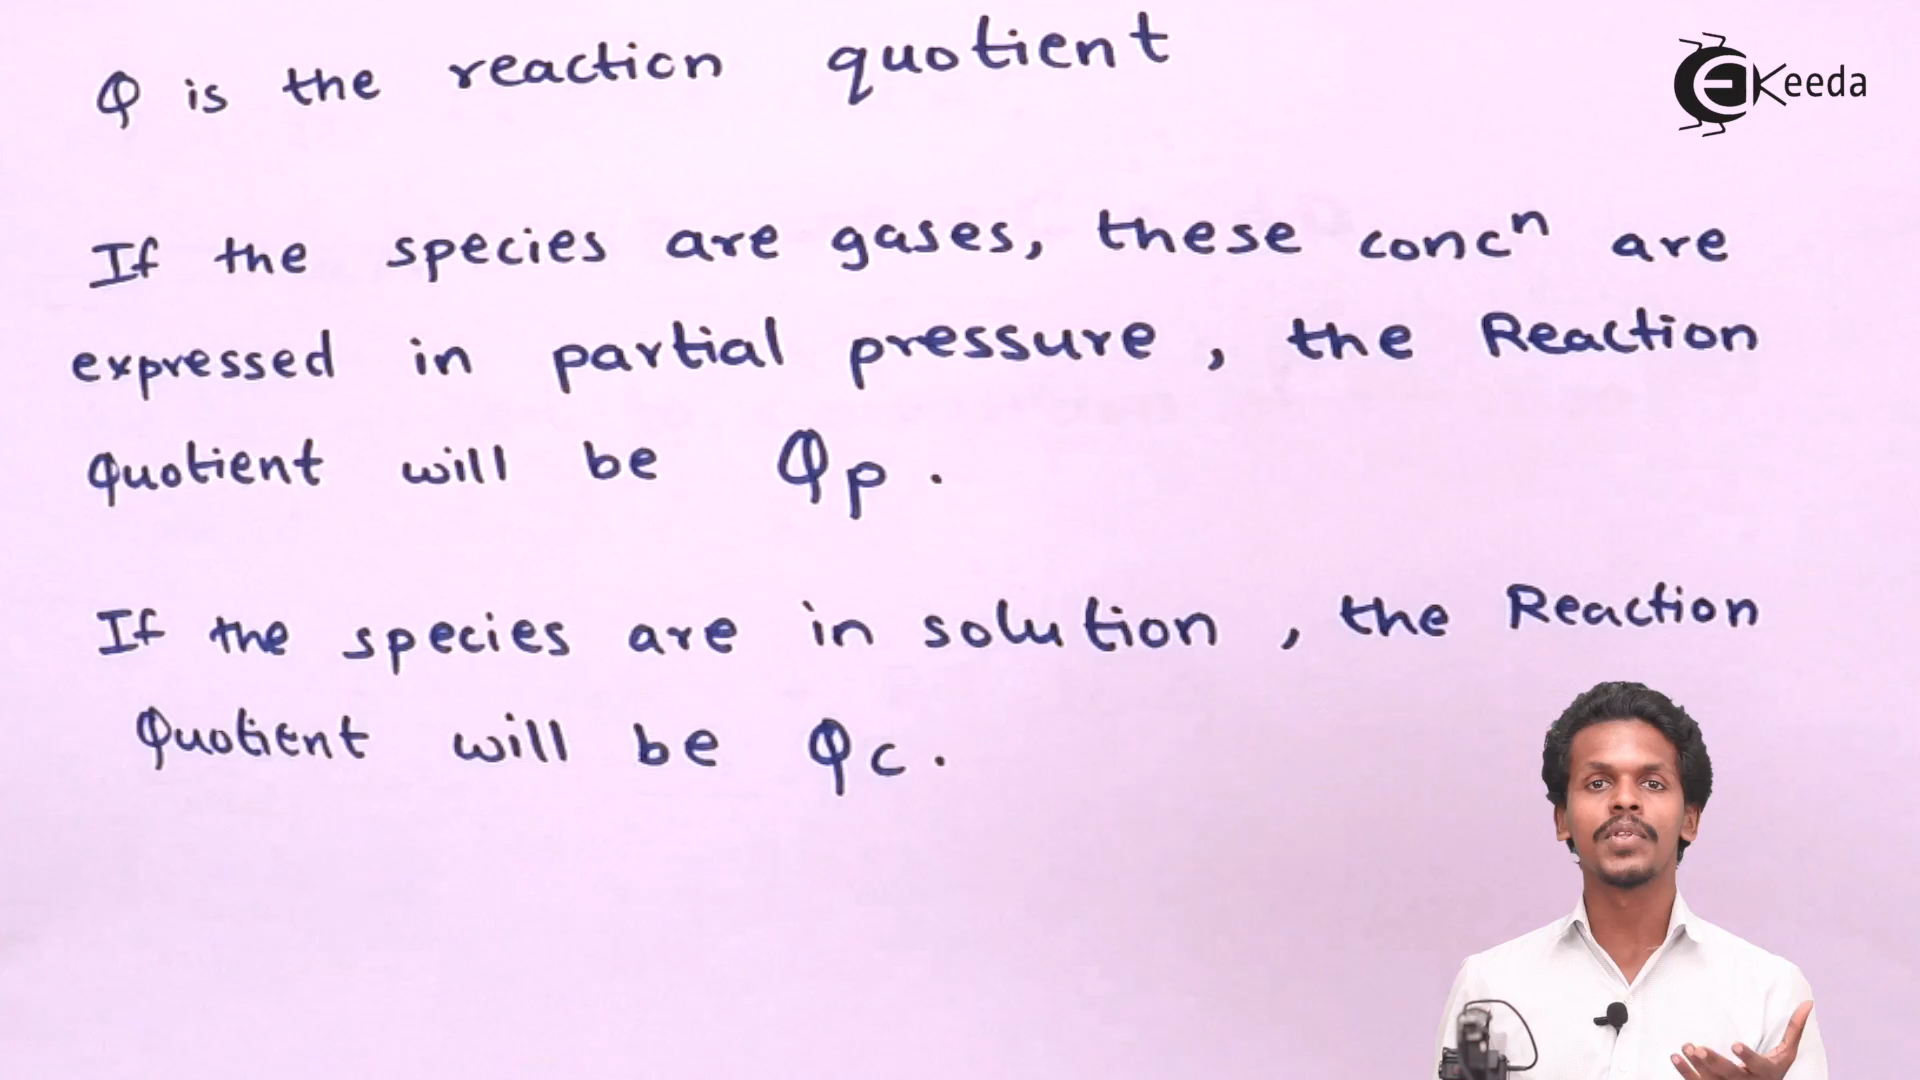 Q is the reaction quotient
Keeda
If the species are gases, these concⁿ are
expressed in partial pressure, the Reaction
Quotient will be Qp.
If the species are in solution, the Reaction
Quotient will be Qc.